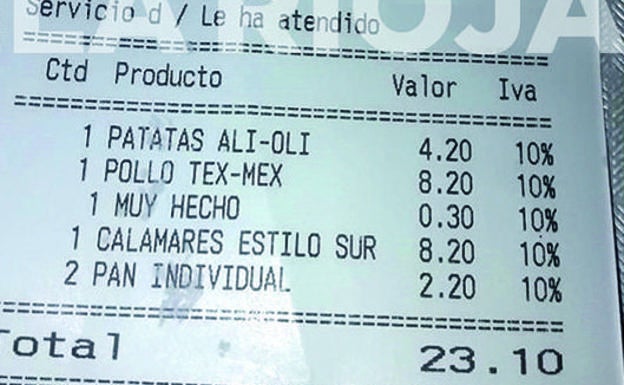 LA RIOJA
Servicio d / Le ha atendido
Ctd Producto Valor Iva
1 PATATAS ALI-OLI 4.20 10%
1 POLLO TEX-MEX 8.20 10%
1 MUY HECHO 0.30 10%
1 CALAMARES ESTILO SUR 8.20 10%
2 PAN INDIVIDUAL 2.20 10%
Total 23.10